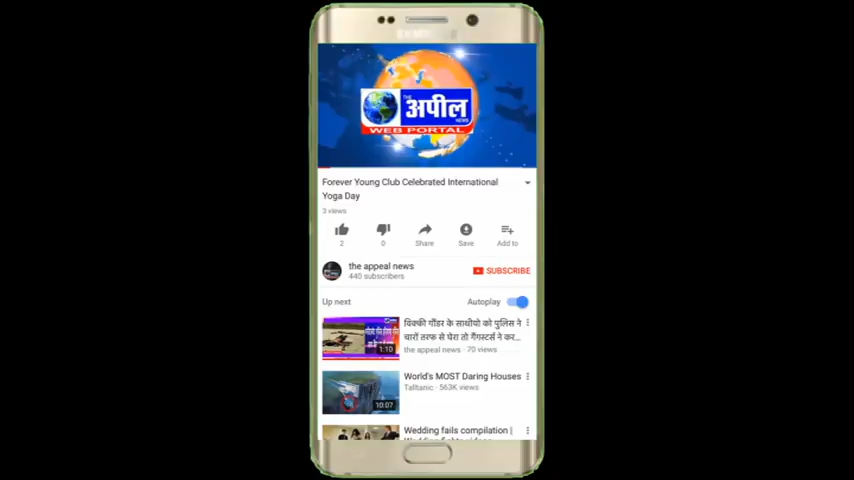 SAMSUNG
THE
अपील
NEWS
WEB PORTAL
Forever Young Club Celebrated International
Yoga Day
3 views
2
0
Share
Save
Add to
the appeal news
440 subscribers
SUBSCRIBE
Up next
Autoplay
विक्की गौंडर के साथीयो को पुलिस ने
चारों तरफ से घेरा तो गैंगस्टर्स ने कर...
the appeal news · 70 views
1:10
World's MOST Daring Houses
Talltanic · 563K views
10:07
Wedding fails compilation |